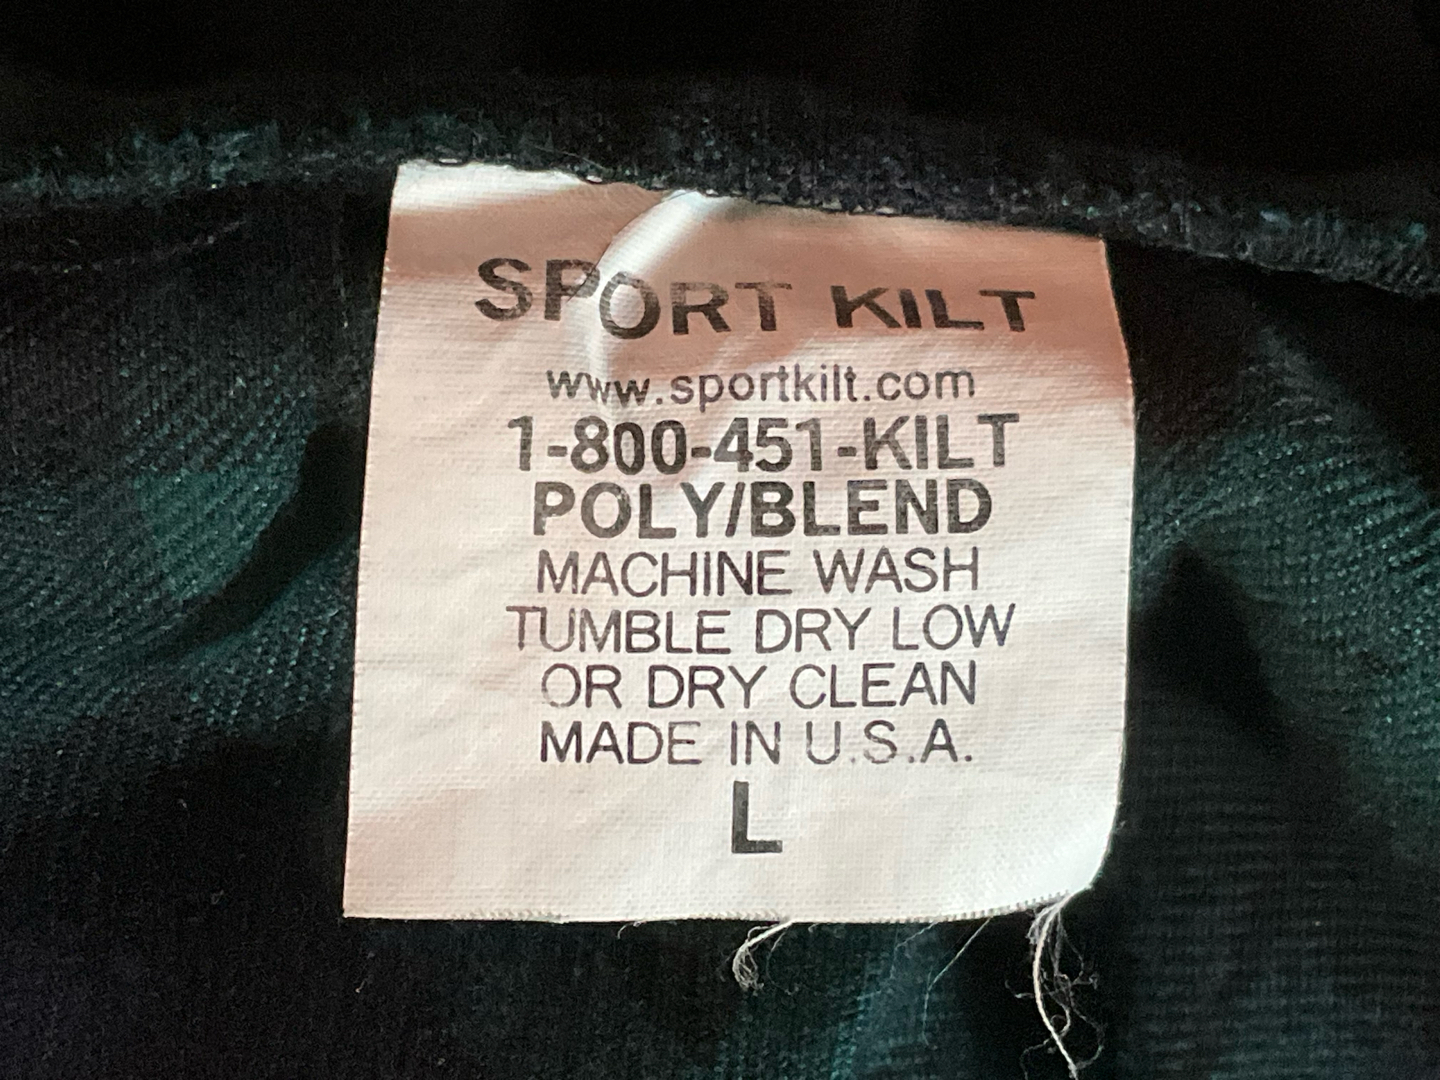 SPORT KILT
www.sportkilt.com
1-800-451-KILT
POLY/BLEND
MACHINE WASH
TUMBLE DRY LOW
OR DRY CLEAN
MADE IN U.S.A.
L